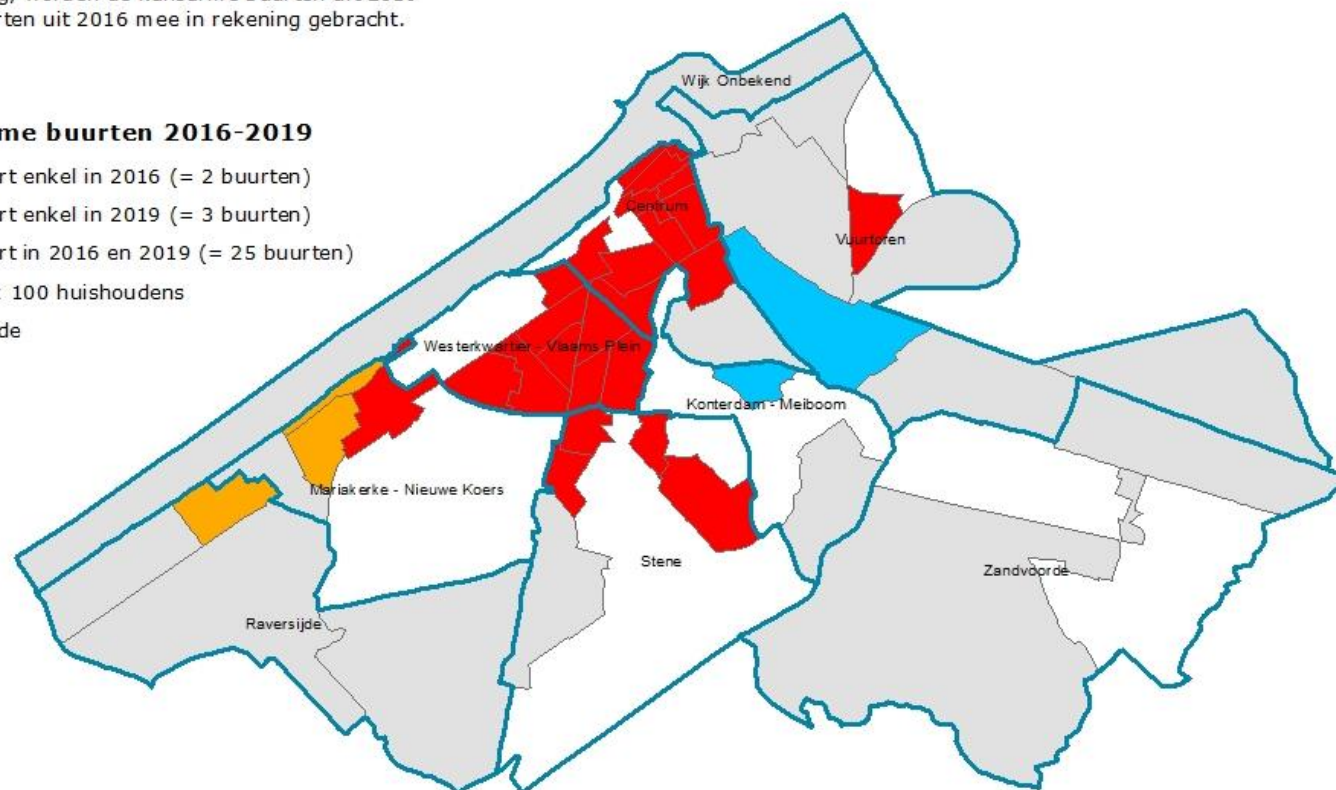 rten uit 2016 mee in rekening gebracht.
me buurten 2016-2019
rt enkel in 2016 (= 2 buurten)
rt enkel in 2019 (= 3 buurten)
rt in 2016 en 2019 (= 25 buurten)
100 huishoudens
de
Wijk Onbekend
Centrum
Vuurtoren
Westerkwartier - Vlaams Plein
Konterdam - Meiboom
Mariakerke - Nieuwe Koers
Stene
Zandvoorde
Raversijde